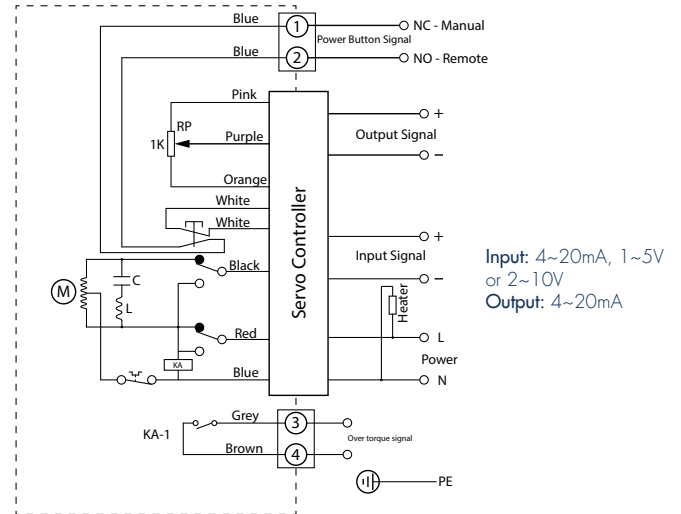 Blue
1
NC - Manual
Power Button Signal
Blue
2
NO - Remote
Pink
RP
1K
Purple
Orange
White
White
Servo Controller
+
Output Signal
−
+
Input Signal
−
Input: 4~20mA, 1~5V
or 2~10V
Output: 4~20mA
M
C
L
Black
Red
KA
Blue
Heater
L
Power
N
KA-1
Grey
3
Brown
4
Over torque signal
PE